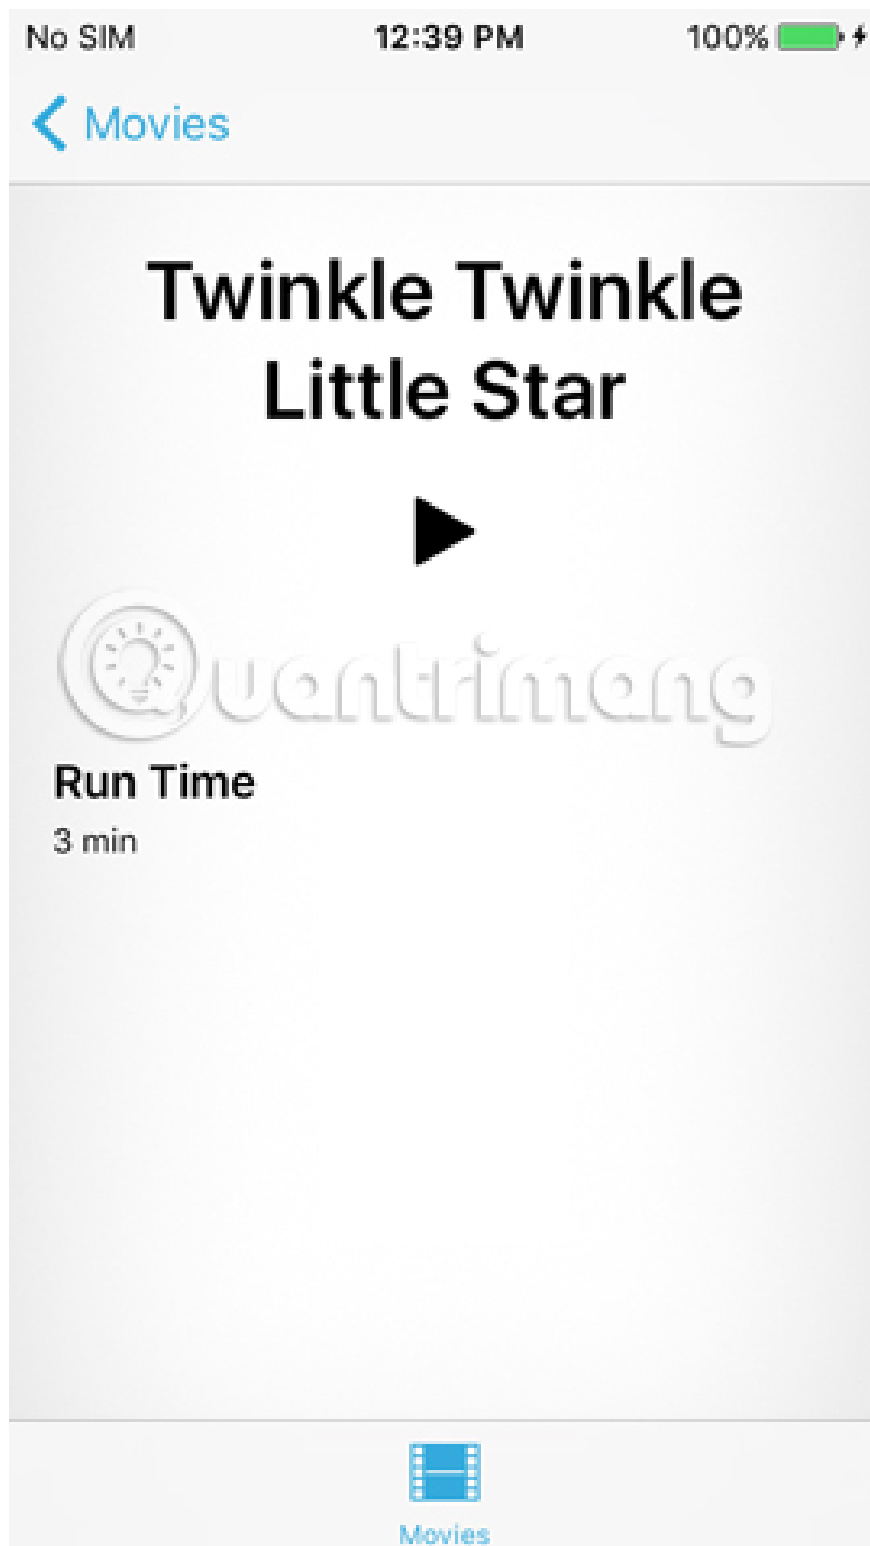 No SIM 12:39 PM 100%
Movies
Twinkle Twinkle
Little Star
Quantrimang
Run Time
3 min
Movies